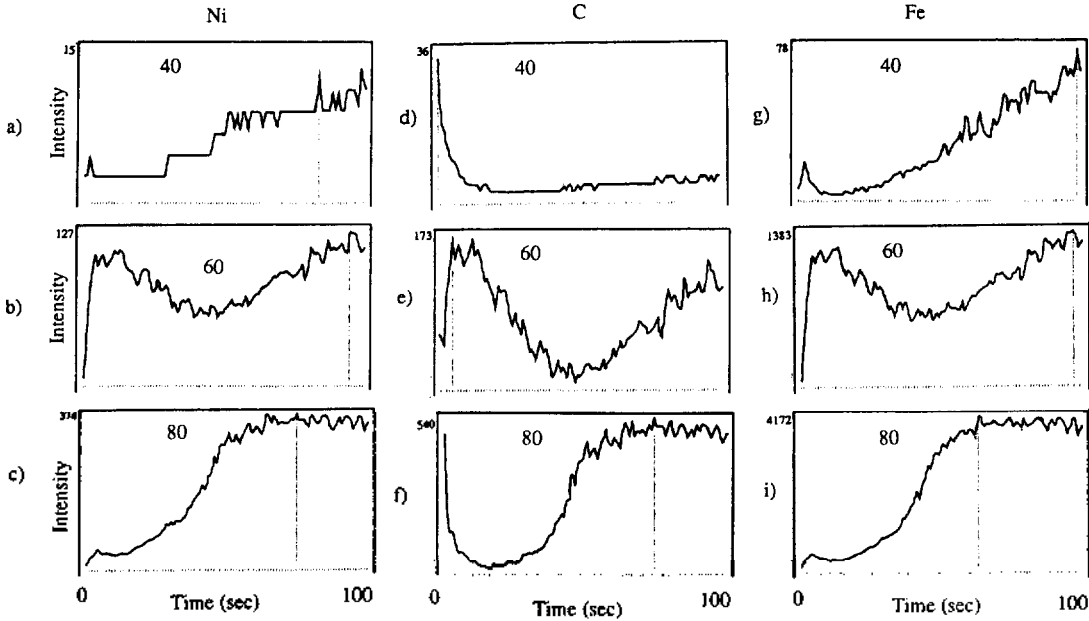 Ni C Fe
15 40 36 40 78 40
a) Intensity d) g)
127 60 173 60 1383 60
b) Intensity e) h)
374 80 540 80 4172 80
c) Intensity f) i)
0 Time (sec) 100 0 Time (sec) 100 0 Time (sec) 100